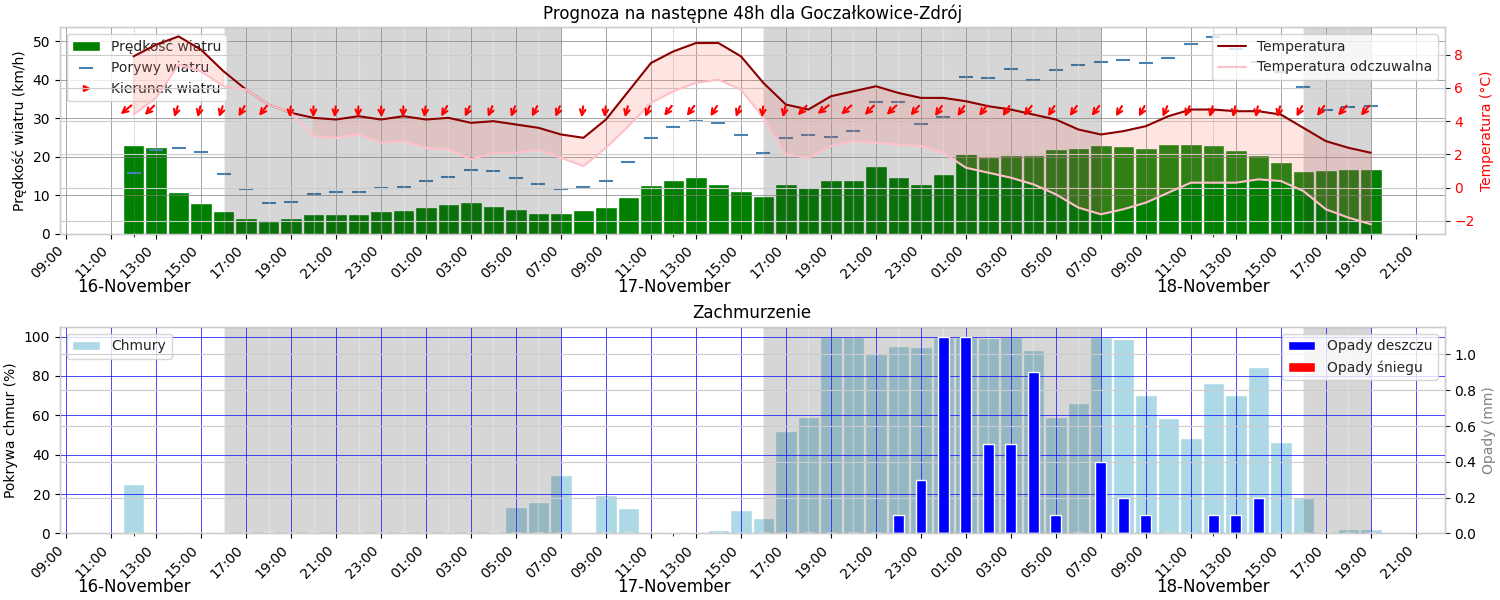 Prognoza na następne 48h dla Goczałkowice-Zdrój
Prędkość wiatru (km/h)
50
40
30
20
10
0
Prędkość wiatru
Porywy wiatru
Kierunek wiatru
Temperatura
Temperatura odczuwalna
8
6
4
2
0
−2
Temperatura (°C)
09:00 11:00 13:00 15:00 17:00 19:00 21:00 23:00 01:00 03:00 05:00 07:00 09:00 11:00 13:00 15:00 17:00 19:00 21:00 23:00 01:00 03:00 05:00 07:00 09:00 11:00 13:00 15:00 17:00 19:00 21:00
16-November 17-November 18-November
Zachmurzenie
Pokrywa chmur (%)
100
80
60
40
20
0
Chmury
Opady deszczu
Opady śniegu
1.0
0.8
0.6
0.4
0.2
0.0
Opady (mm)
09:00 11:00 13:00 15:00 17:00 19:00 21:00 23:00 01:00 03:00 05:00 07:00 09:00 11:00 13:00 15:00 17:00 19:00 21:00 23:00 01:00 03:00 05:00 07:00 09:00 11:00 13:00 15:00 17:00 19:00 21:00
16-November 17-November 18-November